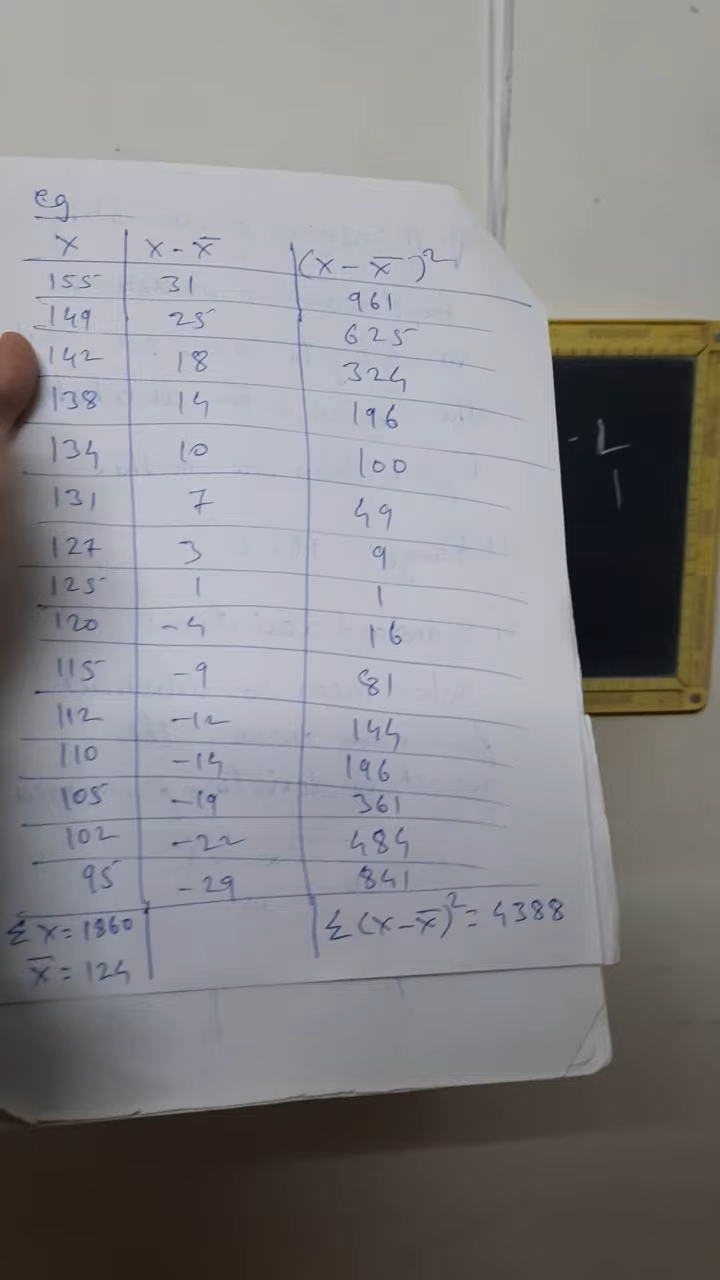 eg
x | x - x̄ | (x - x̄)²
155 | 31 | 961
149 | 25 | 625
142 | 18 | 324
138 | 14 | 196
134 | 10 | 100
131 | 7 | 49
127 | 3 | 9
125 | 1 | 1
120 | -4 | 16
115 | -9 | 81
112 | -12 | 144
110 | -14 | 196
105 | -19 | 361
102 | -22 | 484
95 | -29 | 841
Σx = 1860 | Σ(x - x̄)² = 4388
x̄ = 124